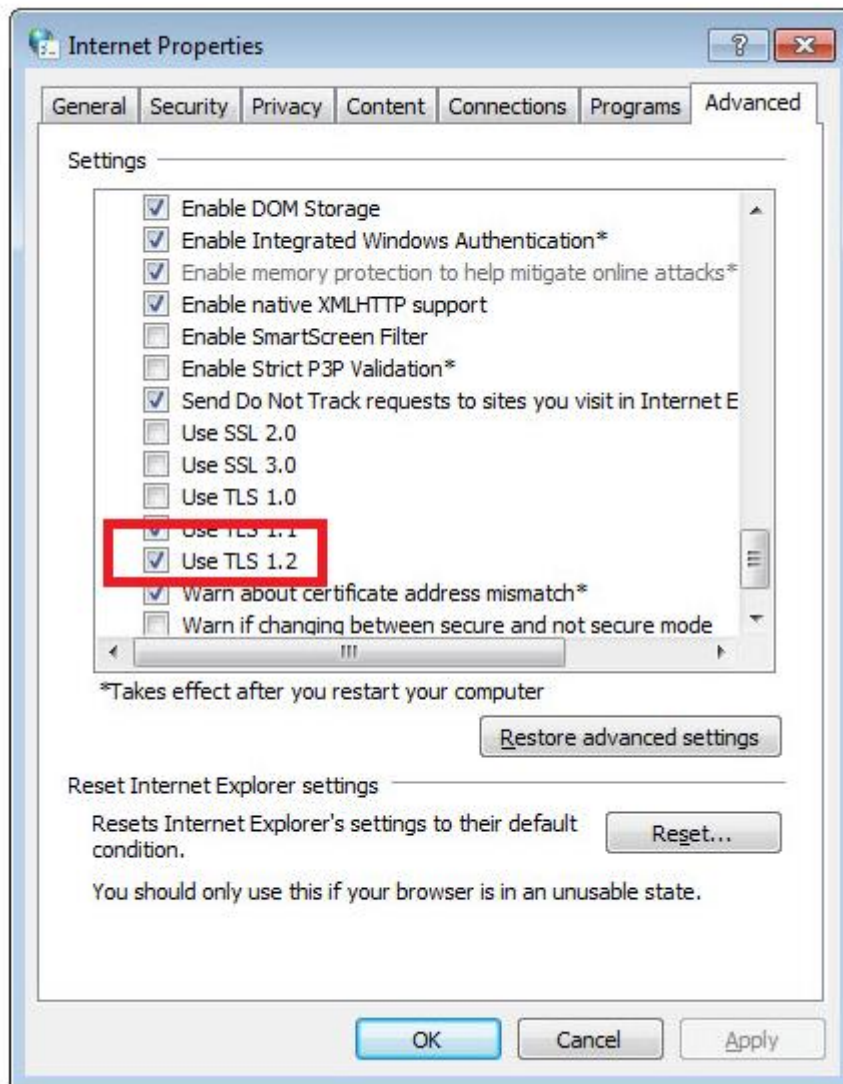 Internet Properties
General Security Privacy Content Connections Programs Advanced
Settings
Enable DOM Storage
Enable Integrated Windows Authentication*
Enable memory protection to help mitigate online attacks*
Enable native XMLHTTP support
Enable SmartScreen Filter
Enable Strict P3P Validation*
Send Do Not Track requests to sites you visit in Internet E
Use SSL 2.0
Use SSL 3.0
Use TLS 1.0
Use TLS 1.1
Use TLS 1.2
Warn about certificate address mismatch*
Warn if changing between secure and not secure mode
*Takes effect after you restart your computer
Restore advanced settings
Reset Internet Explorer settings
Resets Internet Explorer's settings to their default
condition.
Reset...
You should only use this if your browser is in an unusable state.
OK Cancel Apply